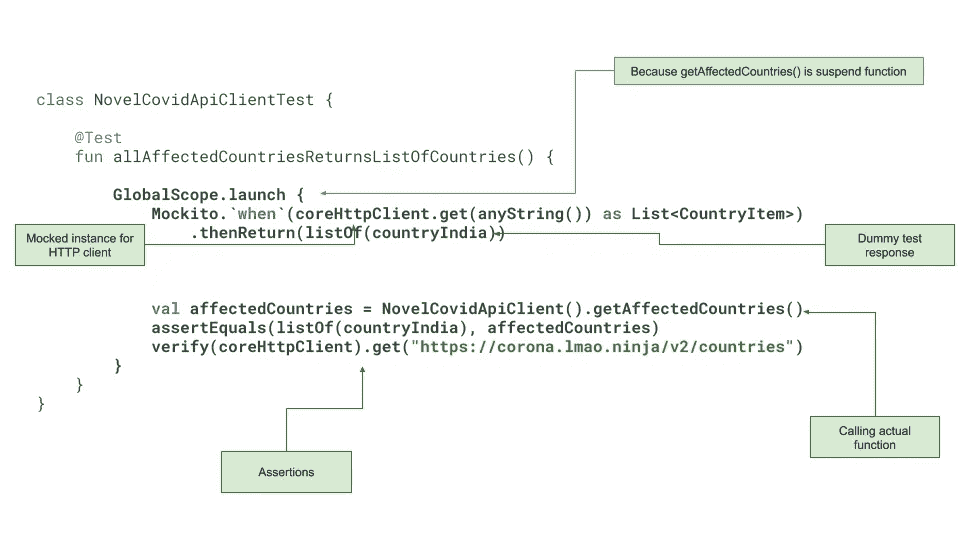 Because getAffectedCountries() is suspend function
class NovelCovidApiClientTest {
@Test
fun allAffectedCountriesReturnsListOfCountries() {
GlobalScope.launch {
Mockito.`when`(coreHttpClient.get(anyString()) as List<CountryItem>)
.thenReturn(listOf(countryIndia))
Mocked instance for
HTTP client
Dummy test
response
val affectedCountries = NovelCovidApiClient().getAffectedCountries()
assertEquals(listOf(countryIndia), affectedCountries)
verify(coreHttpClient).get("https://corona.lmao.ninja/v2/countries")
}
}
}
Calling actual
function
Assertions